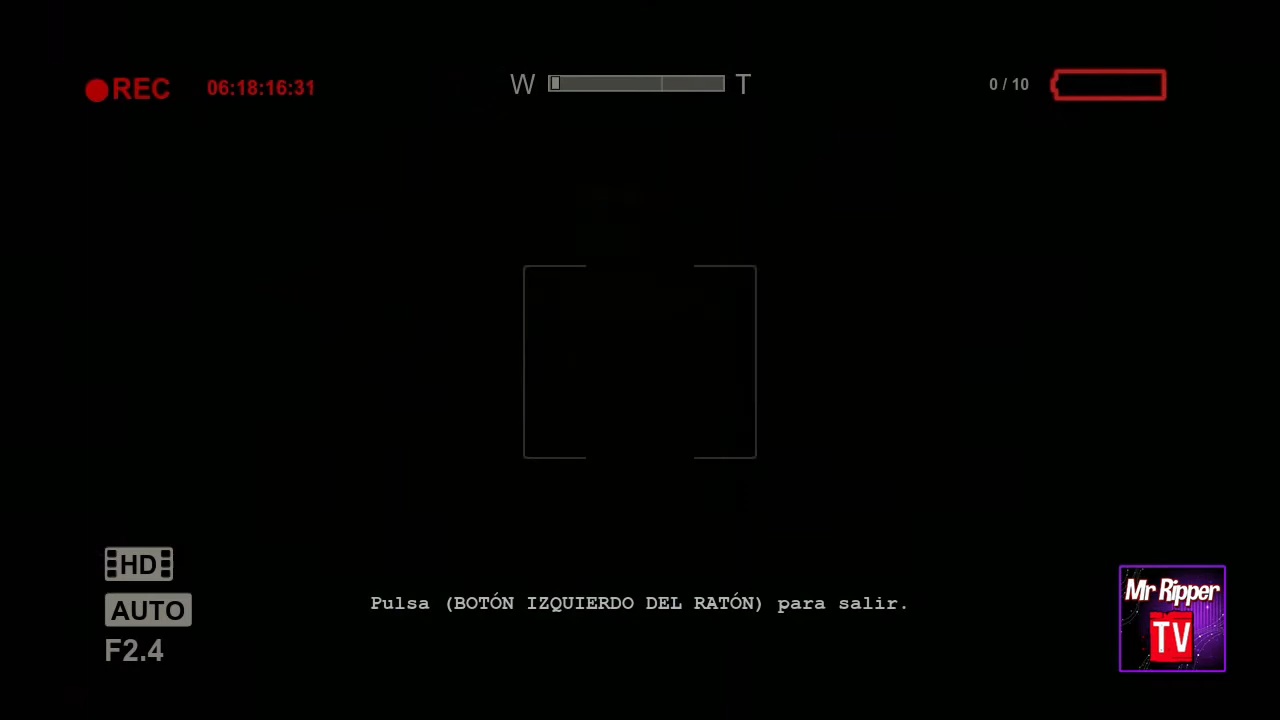 REC
06:18:16:31
W
T
0 / 10
HD
AUTO
F2.4
Pulsa (BOTÓN IZQUIERDO DEL RATÓN) para salir.
Mr Ripper
TV